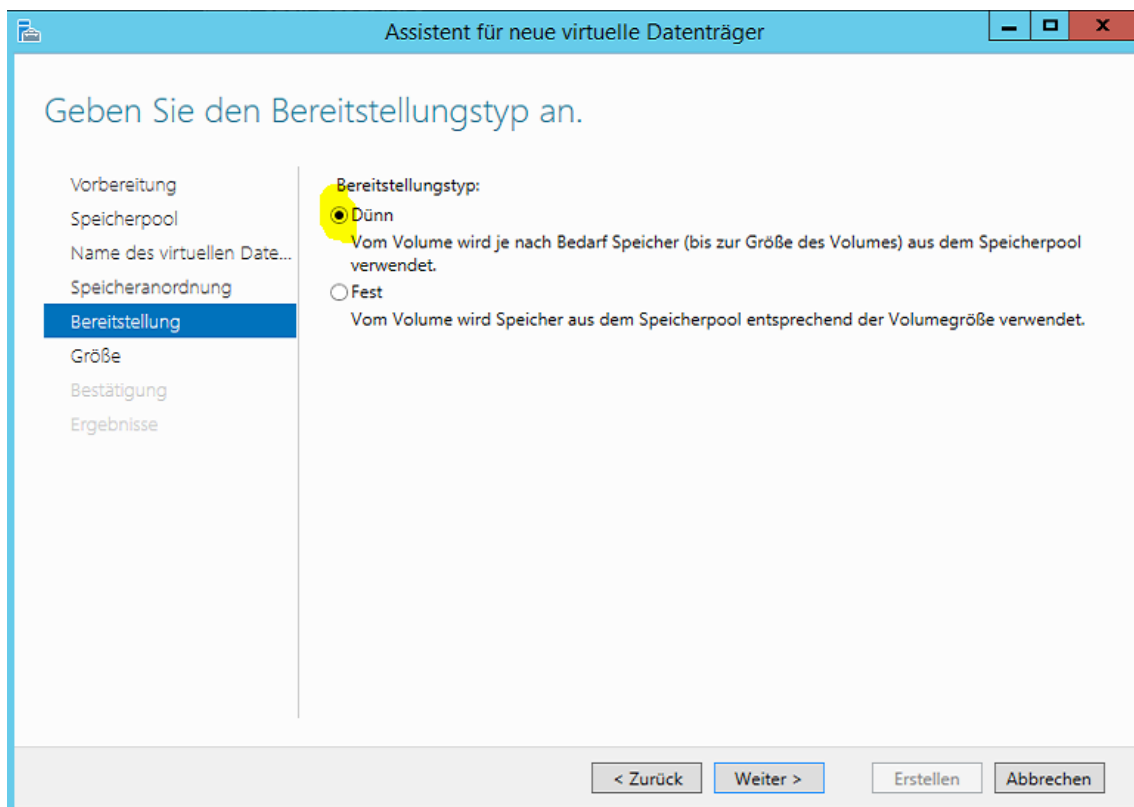 Assistent für neue virtuelle Datenträger
Geben Sie den Bereitstellungstyp an.
Vorbereitung
Speicherpool
Name des virtuellen Date...
Speicheranordnung
Bereitstellung
Größe
Bestätigung
Ergebnisse
Bereitstellungstyp:
Dünn
Vom Volume wird je nach Bedarf Speicher (bis zur Größe des Volumes) aus dem Speicherpool
verwendet.
Fest
Vom Volume wird Speicher aus dem Speicherpool entsprechend der Volumegröße verwendet.
< Zurück Weiter > Erstellen Abbrechen